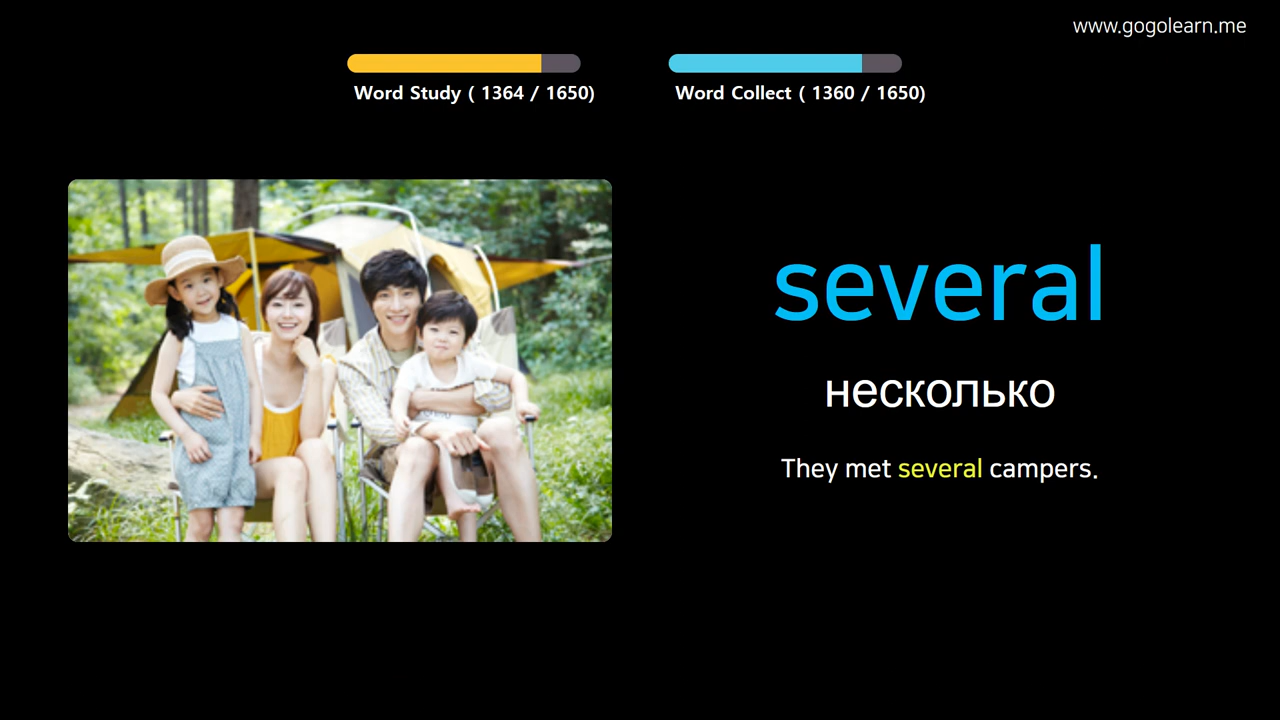 www.gogolearn.me
Word Study ( 1364 / 1650)
Word Collect ( 1360 / 1650)
several
несколько
They met several campers.